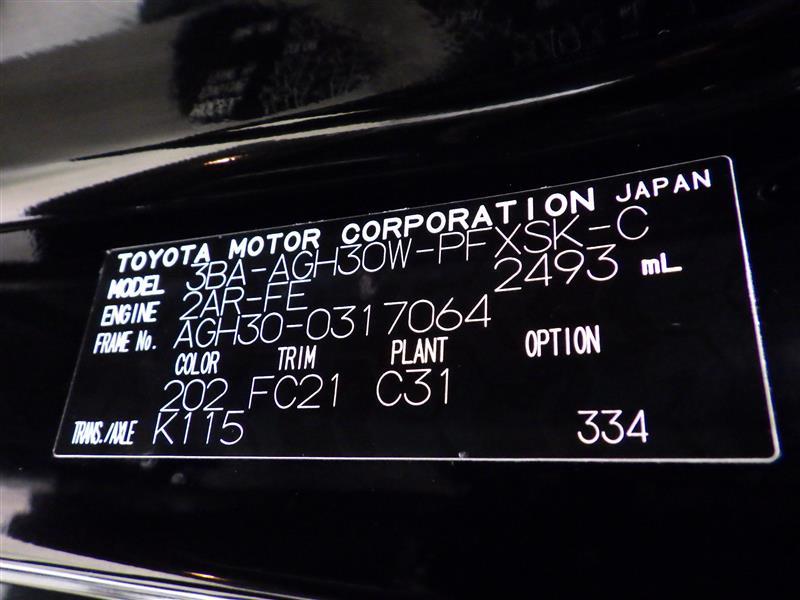 TOYOTA MOTOR CORPORATION JAPAN
MODEL 3BA-AGH30W-PFXSK-C
ENGINE 2AR-FE 2493 mL
FRAME No. AGH30-0317064
COLOR TRIM PLANT OPTION
202 FC21 C31
TRANS./AXLE K115 334